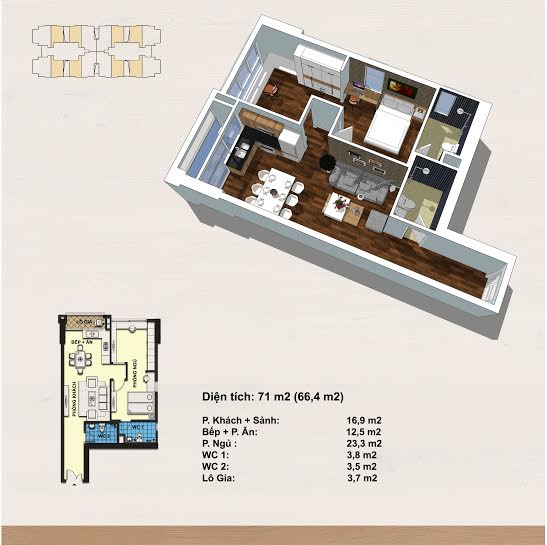 LÔ GIA
BẾP + ĂN
PHÒNG NGỦ
PHÒNG KHÁCH
WC 2
WC 1
Diện tích: 71 m2 (66,4 m2)
P. Khách + Sảnh: 16,9 m2
Bếp + P. Ăn: 12,5 m2
P. Ngủ : 23,3 m2
WC 1: 3,8 m2
WC 2: 3,5 m2
Lô Gia: 3,7 m2